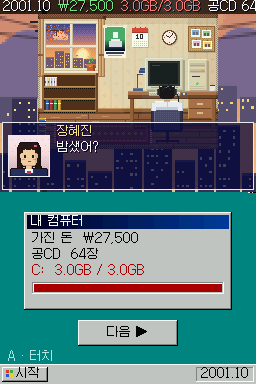 2001.10 ₩27,500 3.0GB/3.0GB 공CD 64
10
장혜진
밤샜어?
내 컴퓨터
가진 돈 ₩27,500
공CD 64장
C: 3.0GB / 3.0GB
다음 ▶
A · 터치
시작
2001.10